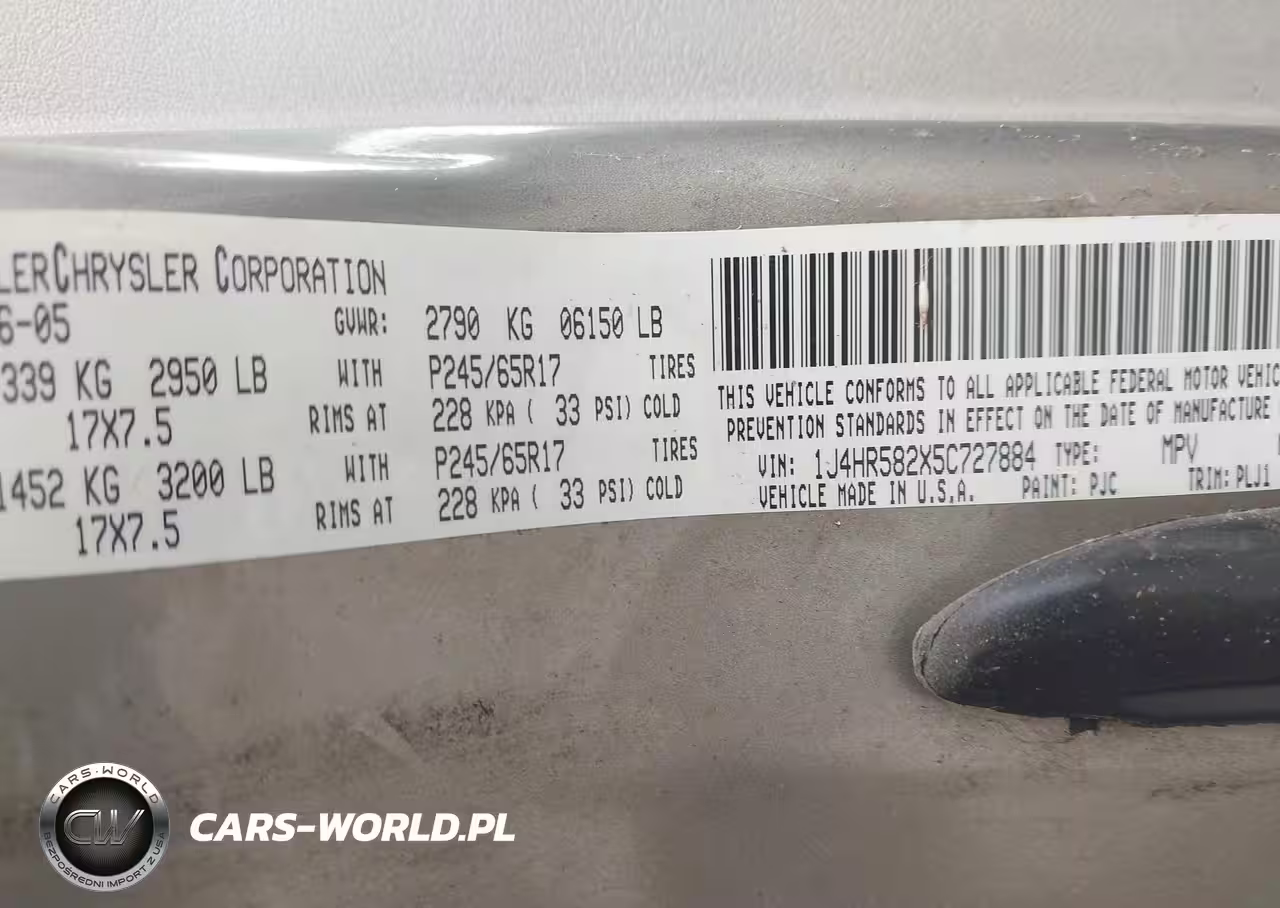 LERCHRYSLER CORPORATION
6-05 GVWR: 2790 KG 06150 LB
339 KG 2950 LB WITH P245/65R17 TIRES
17X7.5 RIMS AT 228 KPA ( 33 PSI) COLD
1452 KG 3200 LB WITH P245/65R17 TIRES
17X7.5 RIMS AT 228 KPA ( 33 PSI) COLD
THIS VEHICLE CONFORMS TO ALL APPLICABLE FEDERAL MOTOR VEHIC
PREVENTION STANDARDS IN EFFECT ON THE DATE OF MANUFACTURE
VIN: 1J4HR582X5C727884 TYPE: MPV
VEHICLE MADE IN U.S.A. PAINT: PJC TRIM: PLJ1
CARS-WORLD
CW
BEZPOŚREDNI IMPORT Z USA
CARS-WORLD.PL